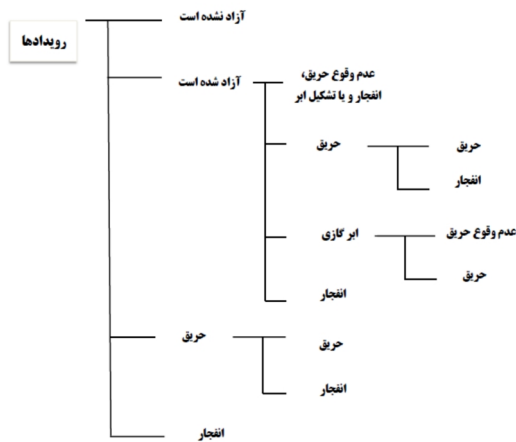 آزاد نشده است
رویدادها
آزاد شده است
عدم وقوع حریق،
انفجار و یا تشکیل ابر
حریق
حریق
انفجار
ابر گازی
عدم وقوع حریق
حریق
انفجار
حریق
حریق
انفجار
انفجار